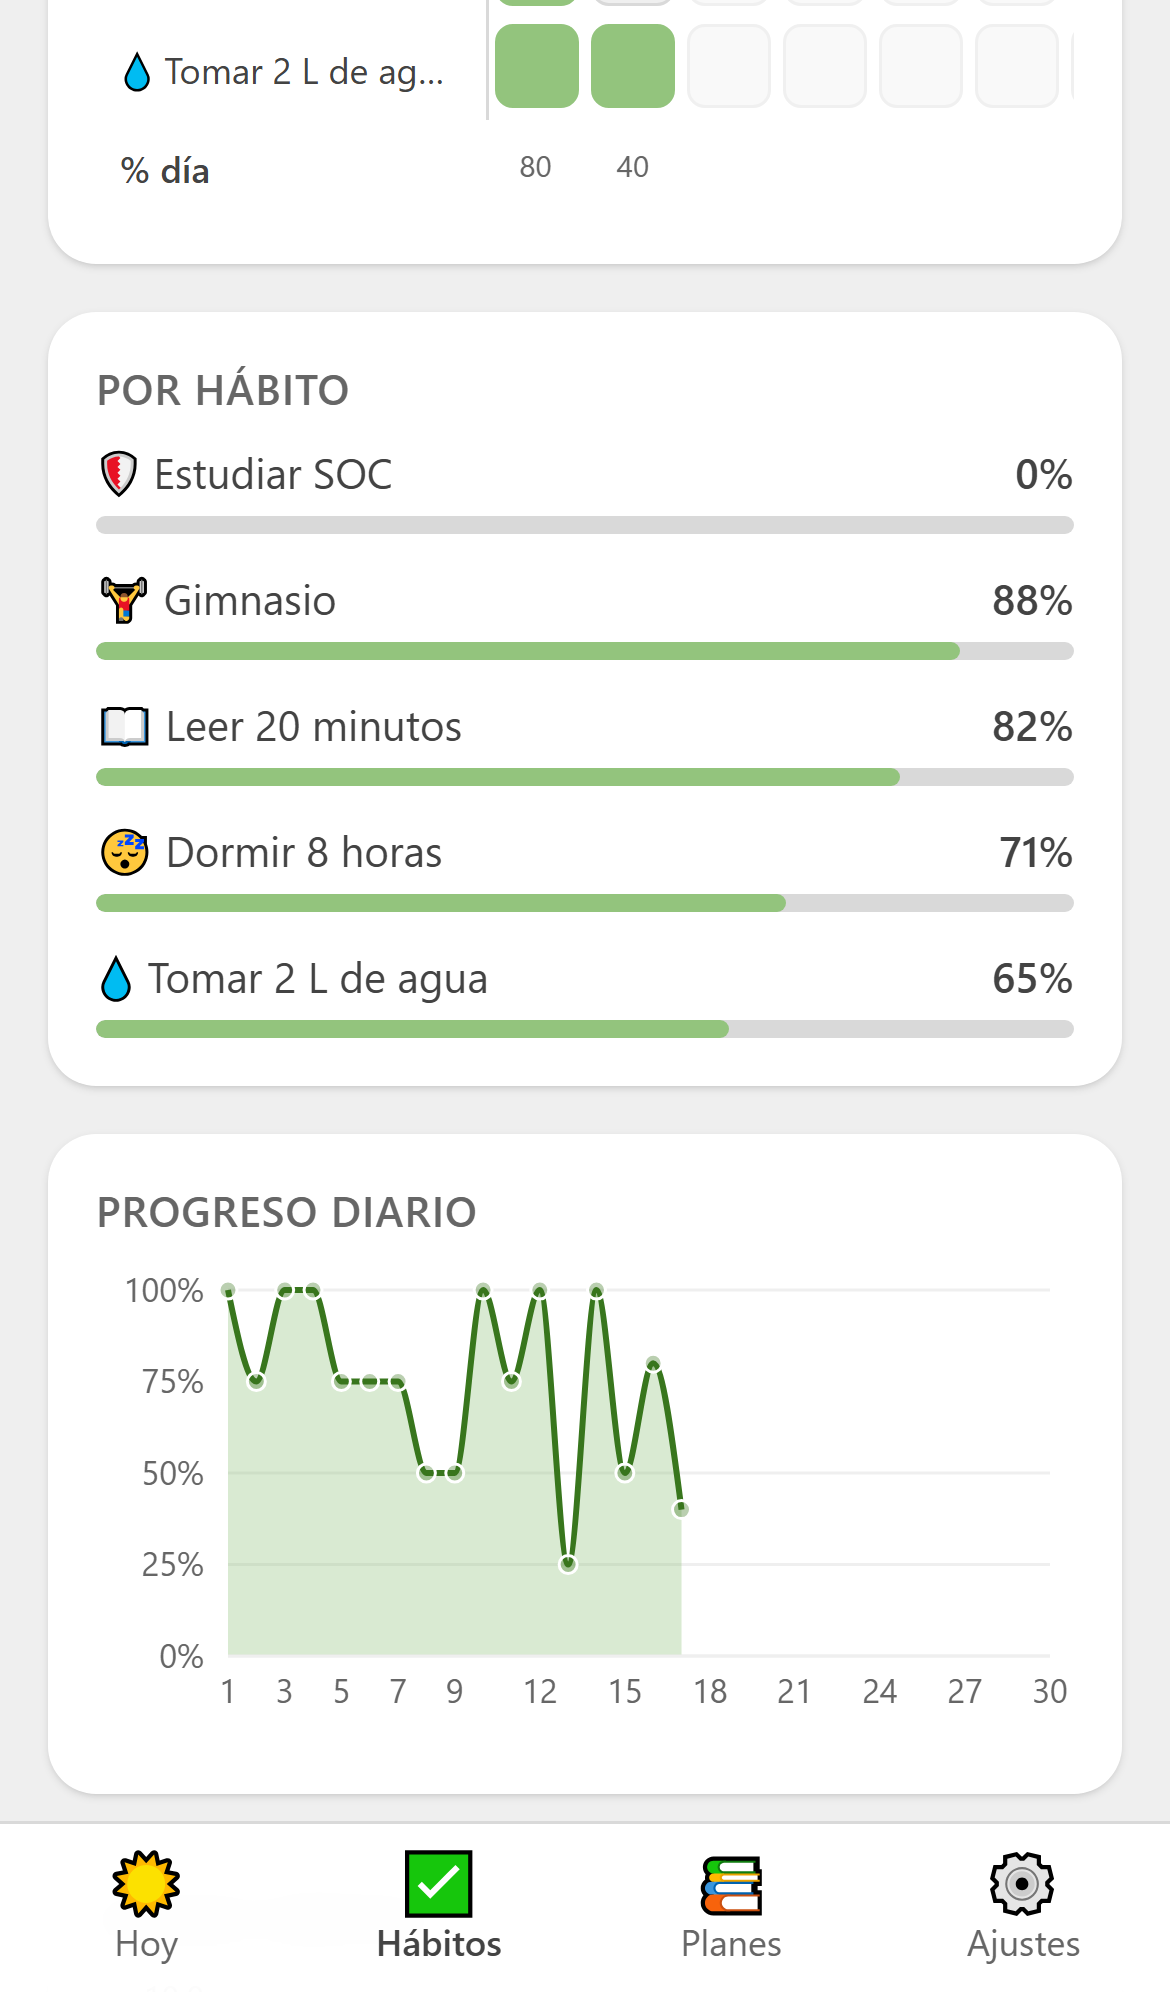 Tomar 2 L de ag...
% día 80 40
POR HÁBITO
Estudiar SOC 0%
Gimnasio 88%
Leer 20 minutos 82%
Dormir 8 horas 71%
Tomar 2 L de agua 65%
PROGRESO DIARIO
100%
75%
50%
25%
0%
1 3 5 7 9 12 15 18 21 24 27 30
Hoy Hábitos Planes Ajustes